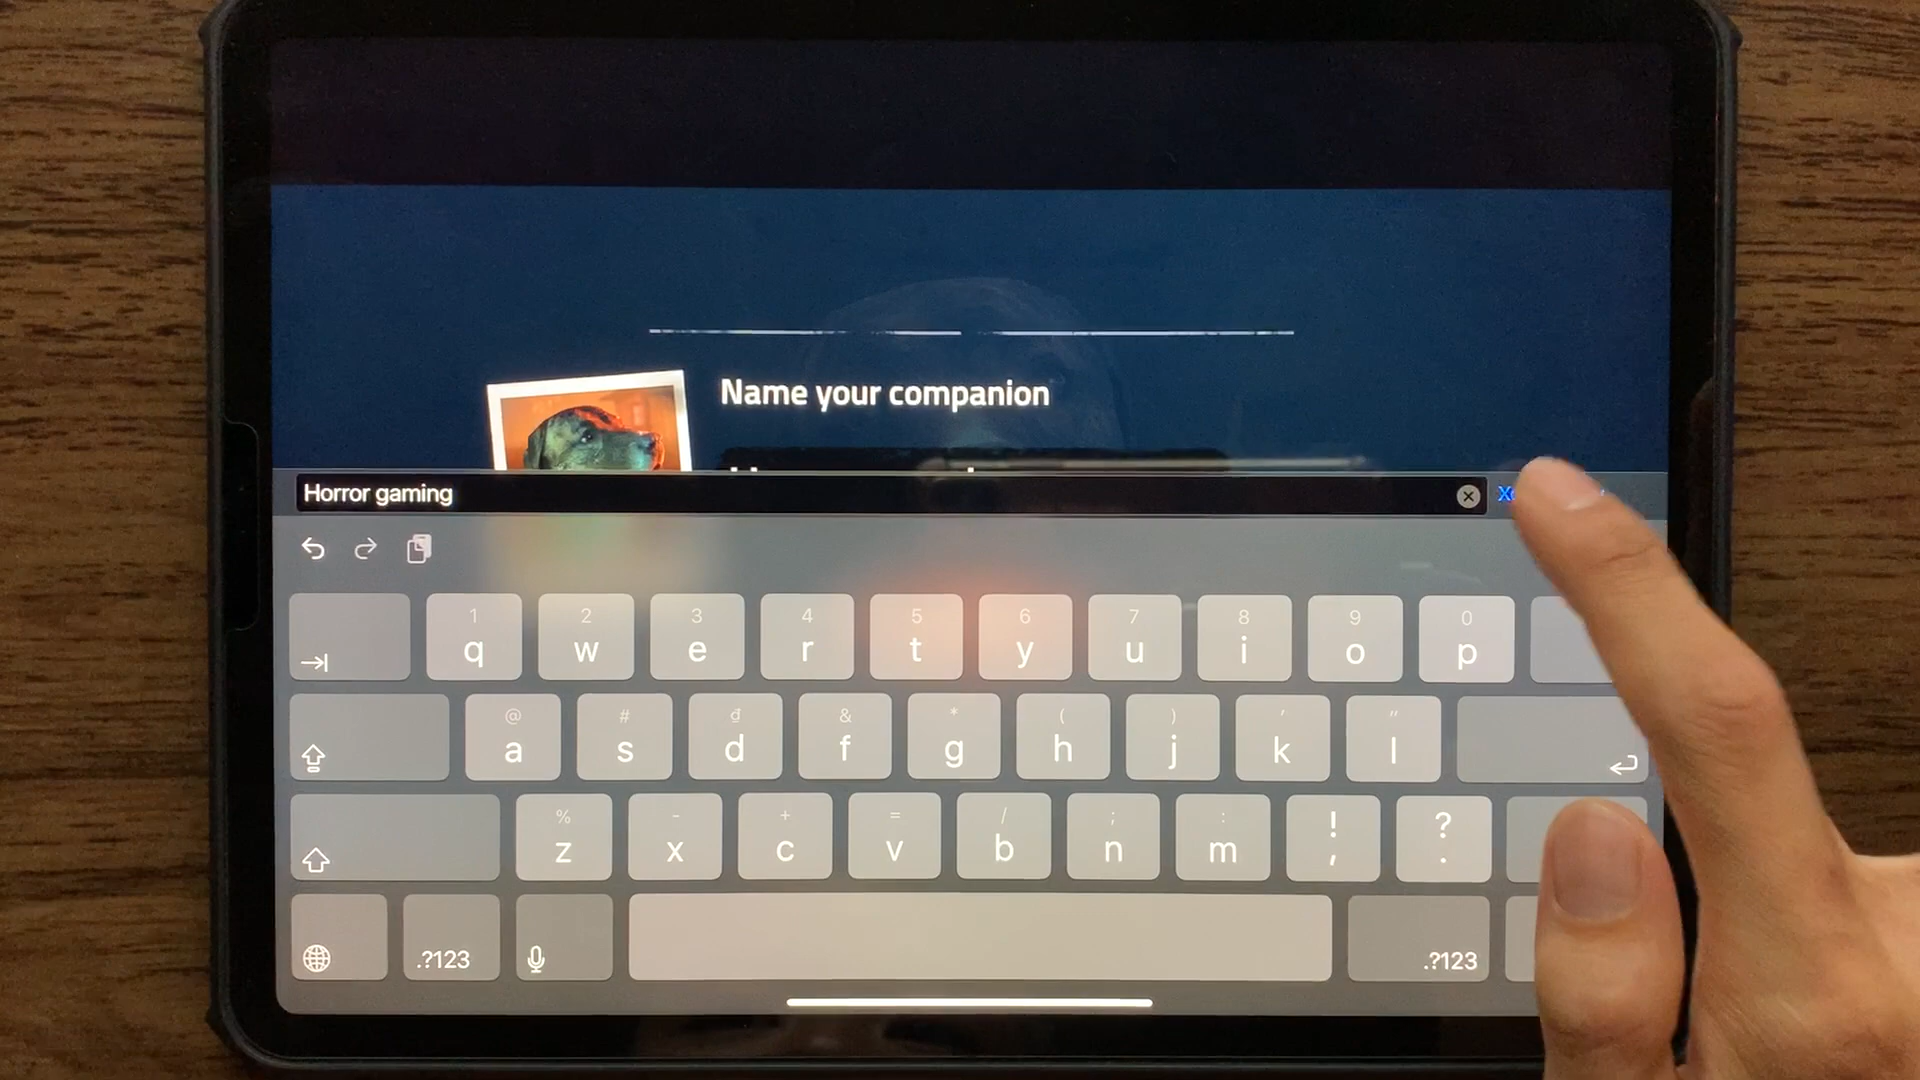 Name your companion
Horror gaming
1 2 3 4 5 6 7 8 9 0
q w e r t y u i o p
@ # ₫ & * ( ) ' "
a s d f g h j k l
% - + = / ; : ! ?
z x c v b n m , .
.?123 .?123